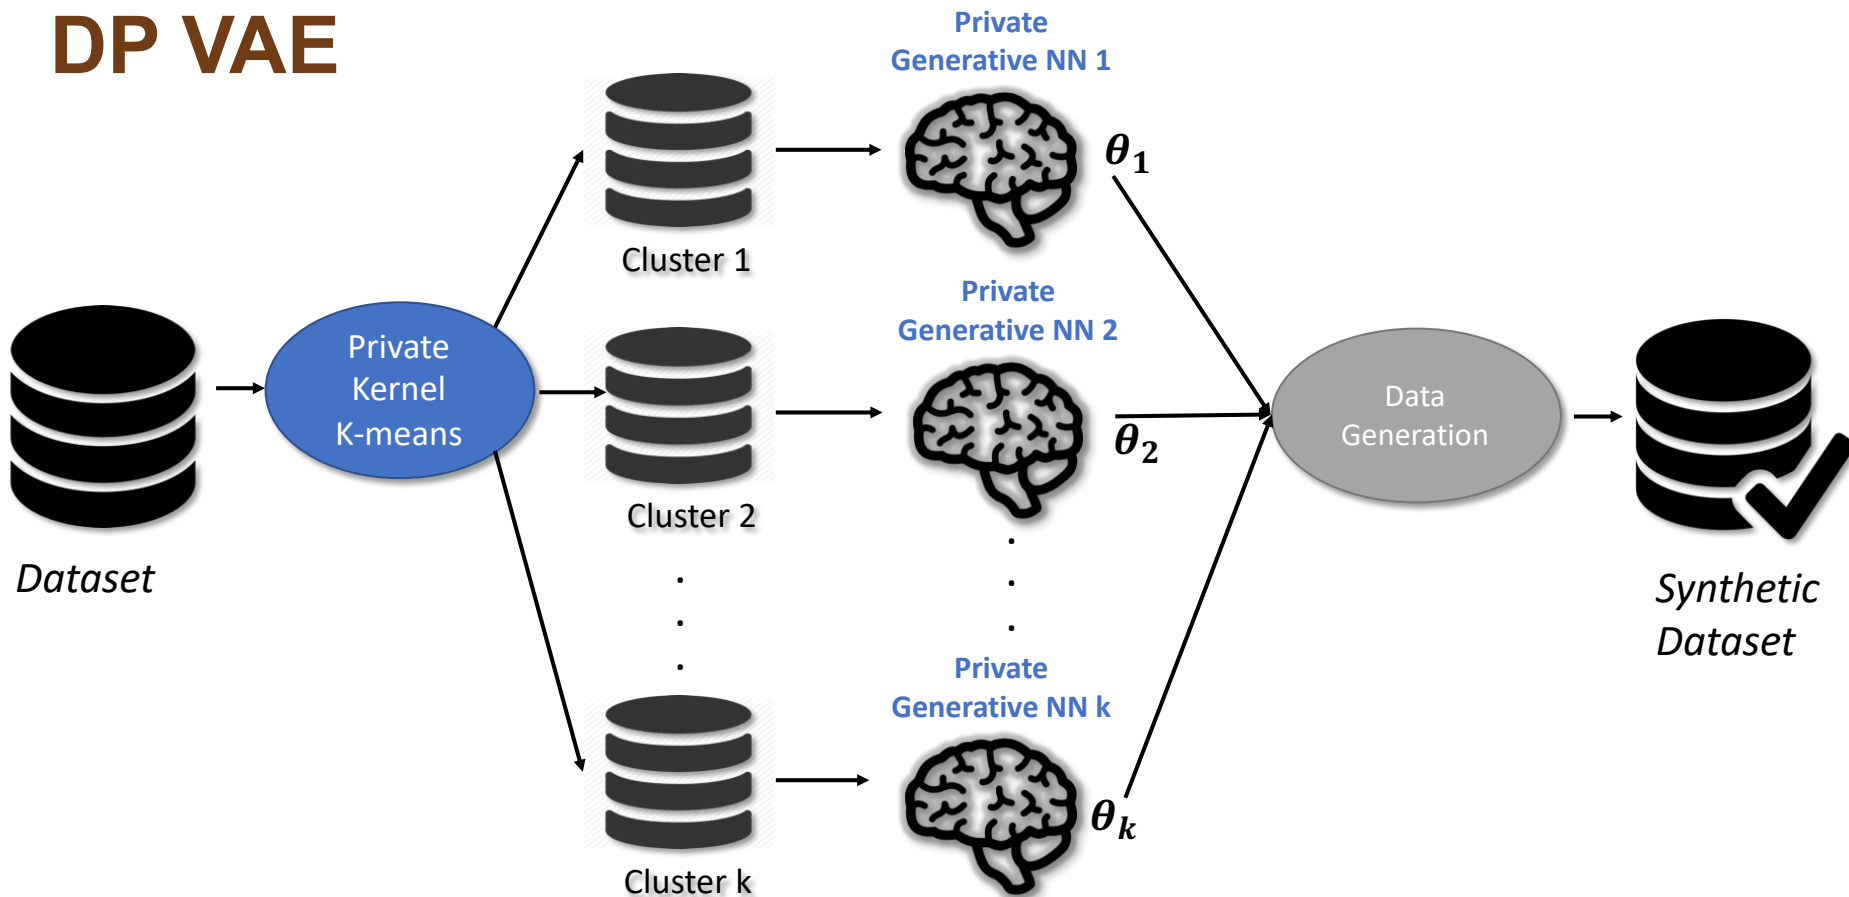 DP VAE
Private
Generative NN 1
θ₁
Cluster 1
Private
Generative NN 2
Private
Kernel
K-means
θ₂
Cluster 2
Data
Generation
Dataset
Synthetic
Dataset
.
.
.
.
.
.
Private
Generative NN k
θₖ
Cluster k